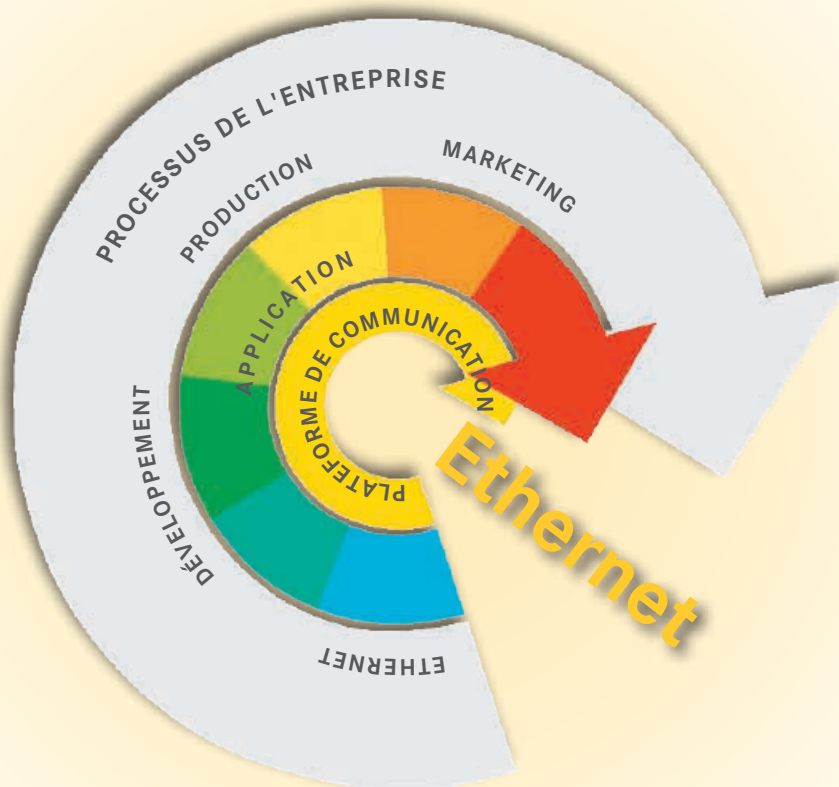 PROCESSUS DE L'ENTREPRISE
PRODUCTION
MARKETING
APPLICATION
PLATEFORME DE COMMUNICATION
DÉVELOPPEMENT
Ethernet
ETHERNET